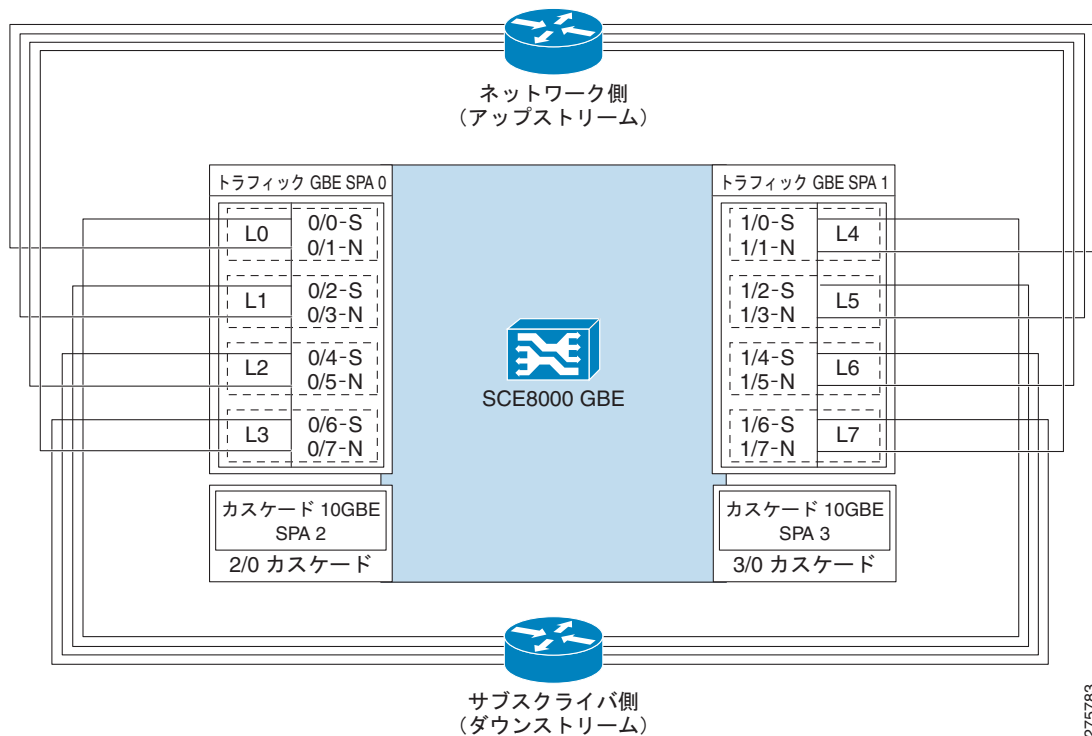 ネットワーク側
(アップストリーム)
トラフィック GBE SPA 0
L0
0/0-S
0/1-N
L1
0/2-S
0/3-N
L2
0/4-S
0/5-N
L3
0/6-S
0/7-N
カスケード 10GBE
SPA 2
2/0 カスケード
SCE8000 GBE
トラフィック GBE SPA 1
1/0-S
1/1-N
L4
1/2-S
1/3-N
L5
1/4-S
1/5-N
L6
1/6-S
1/7-N
L7
カスケード 10GBE
SPA 3
3/0 カスケード
サブスクライバ側
(ダウンストリーム)
275783